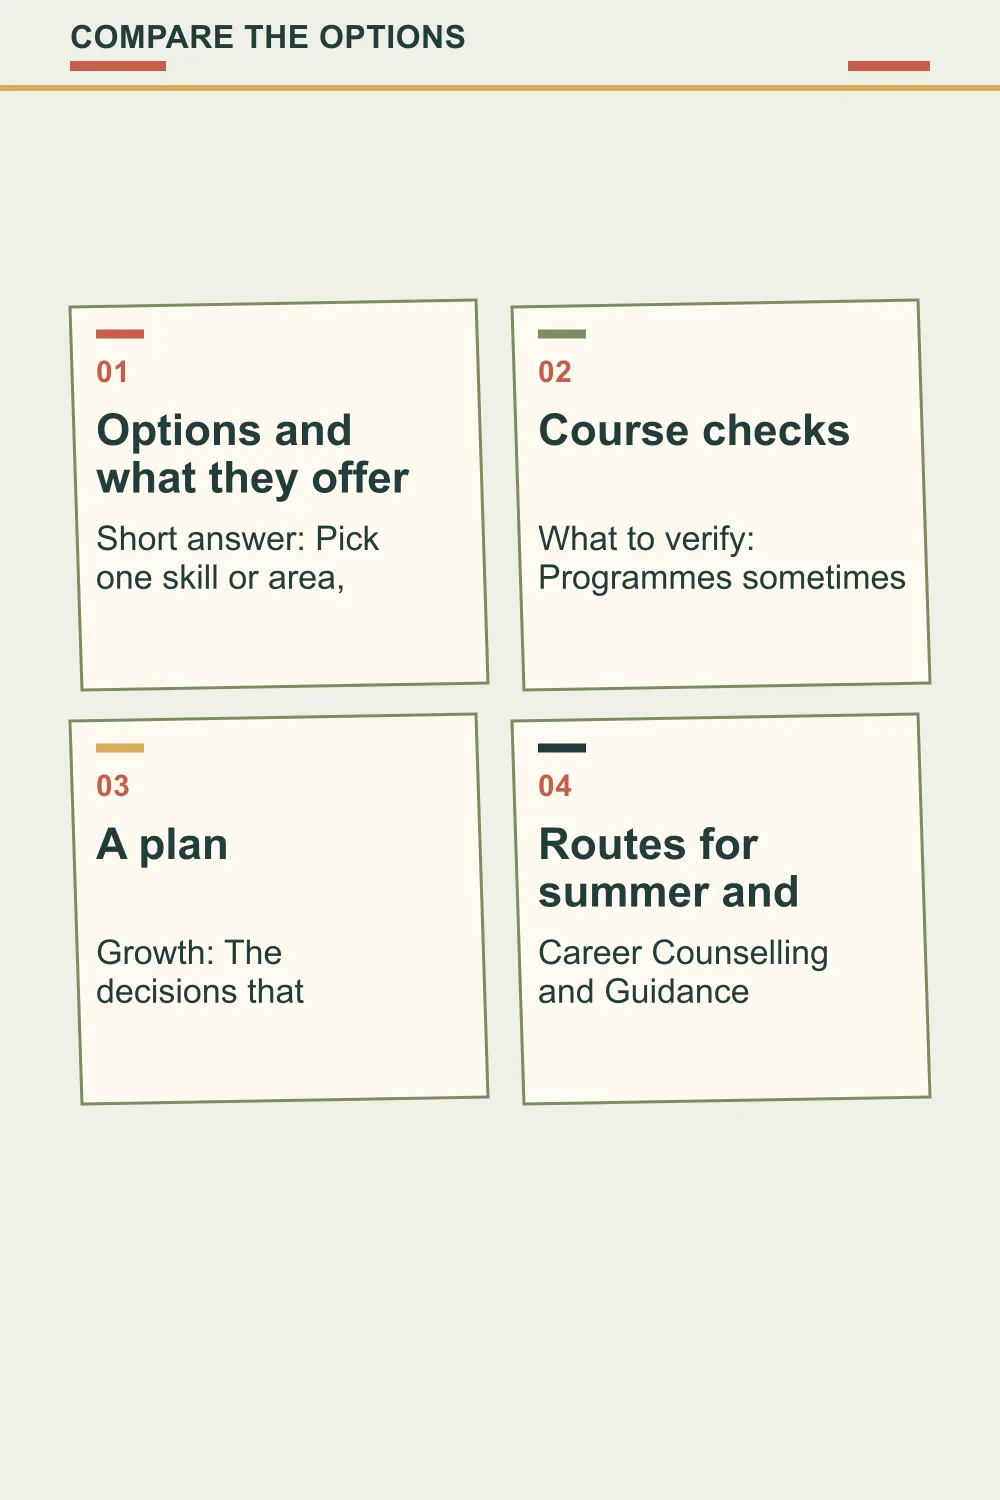 COMPARE THE OPTIONS
01
Options and
what they offer
Short answer: Pick
one skill or area,
02
Course checks
What to verify:
Programmes sometimes
03
A plan
Growth: The
decisions that
04
Routes for
summer and
Career Counselling
and Guidance